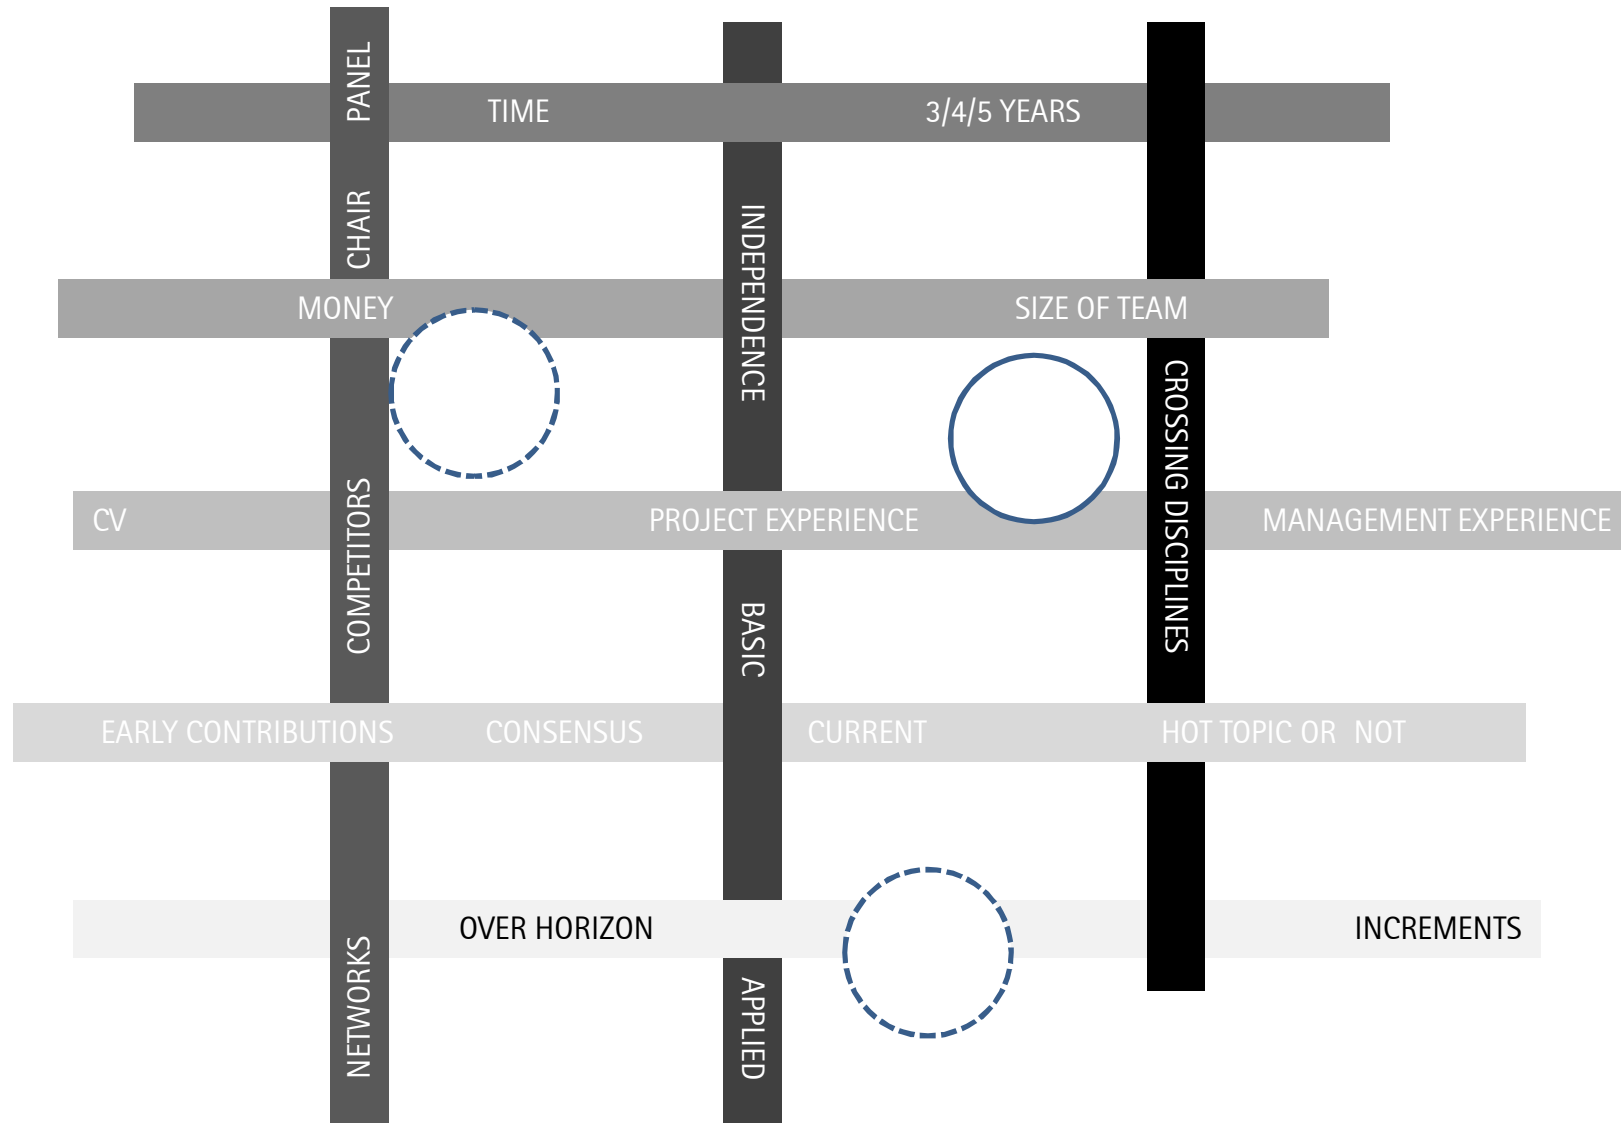 PANEL
CHAIR
COMPETITORS
NETWORKS
TIME
3/4/5 YEARS
INDEPENDENCE
BASIC
APPLIED
CROSSING DISCIPLINES
MONEY
SIZE OF TEAM
CV
PROJECT EXPERIENCE
MANAGEMENT EXPERIENCE
EARLY CONTRIBUTIONS
CONSENSUS
CURRENT
HOT TOPIC OR NOT
OVER HORIZON
INCREMENTS